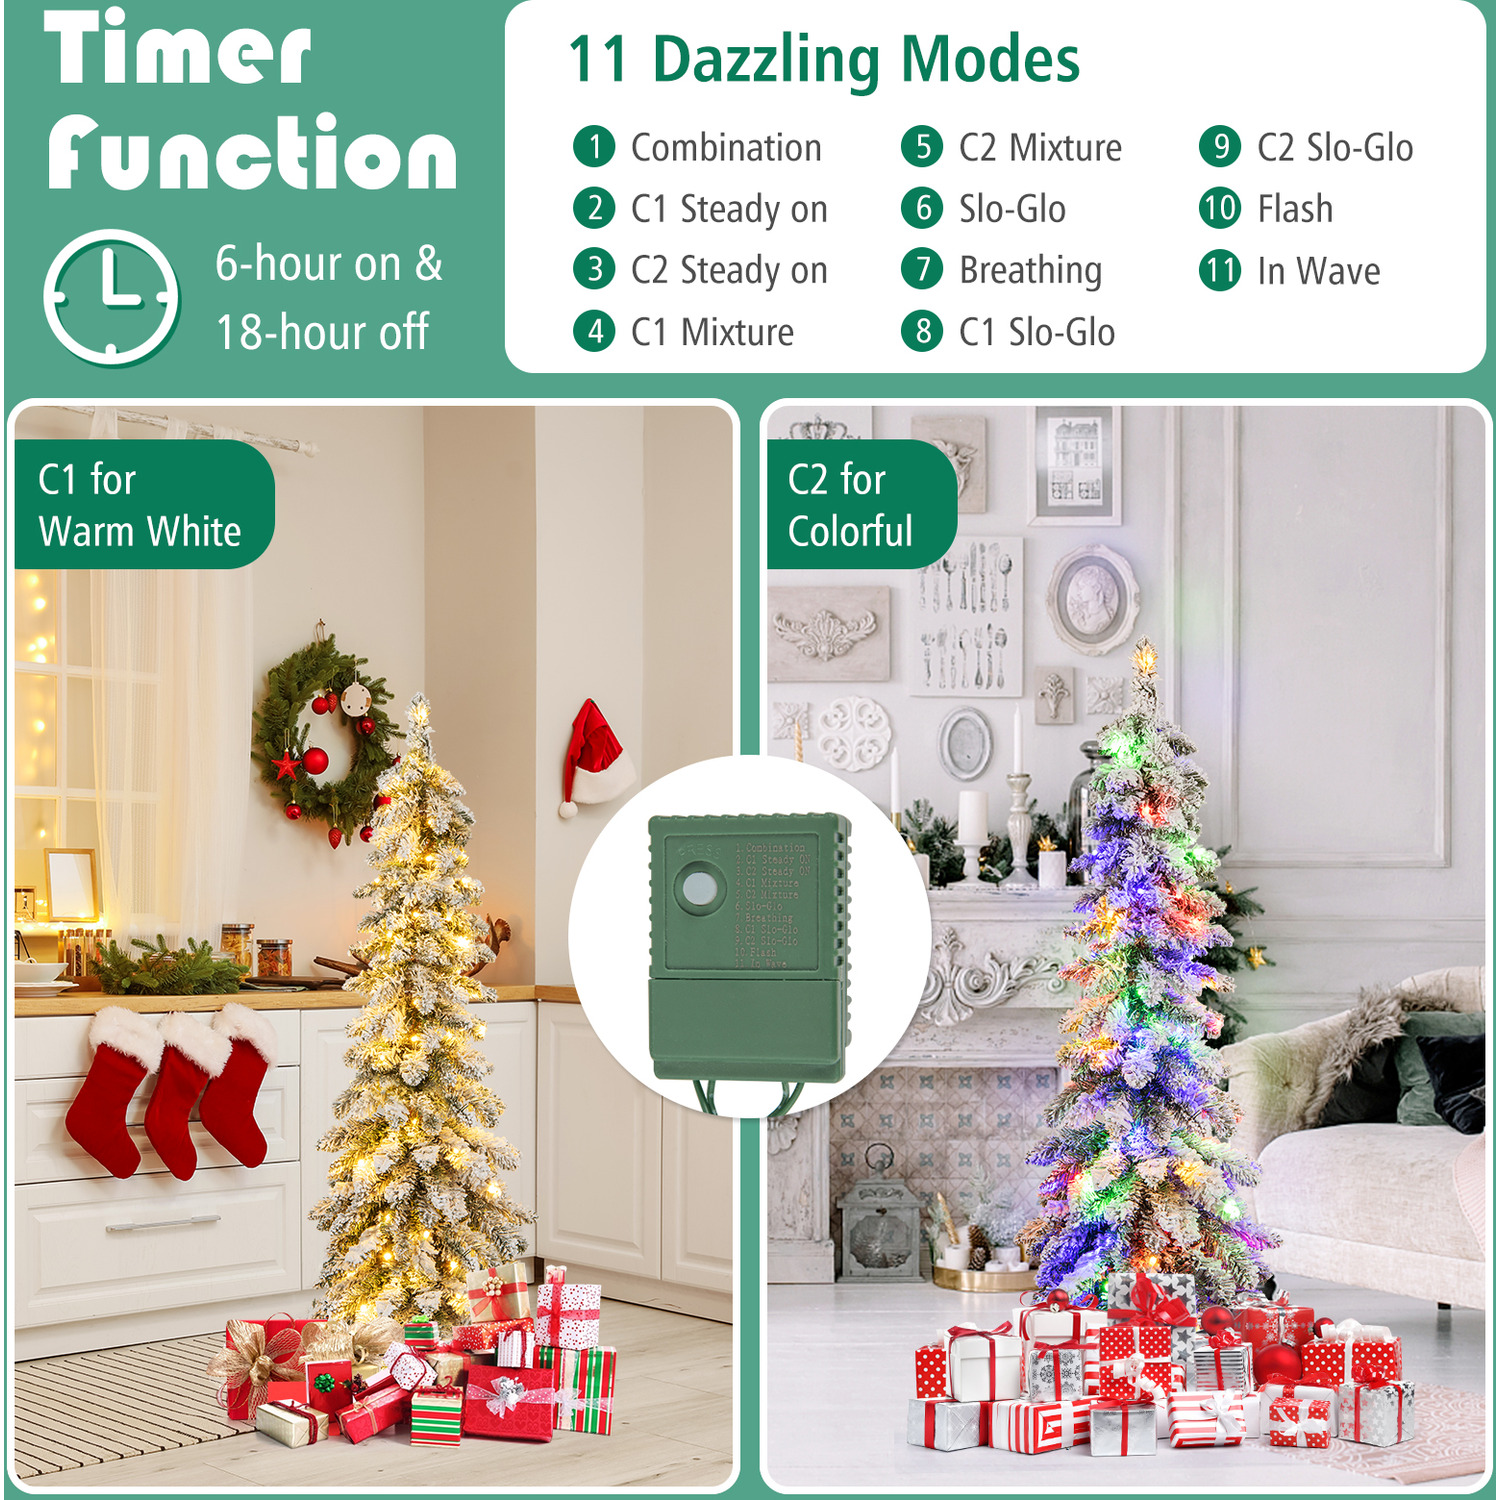 Timer
Function
6-hour on &
18-hour off
11 Dazzling Modes
1 Combination
2 C1 Steady on
3 C2 Steady on
4 C1 Mixture
5 C2 Mixture
6 Slo-Glo
7 Breathing
8 C1 Slo-Glo
9 C2 Slo-Glo
10 Flash
11 In Wave
C1 for
Warm White
C2 for
Colorful
PRESS
1.Combination
2.C1 Steady ON
3.C2 Steady ON
4.C1 Mixture
5.C2 Mixture
6.Slo-Glo
7.Breathing
8.C1 Slo-Glo
9.C2 Slo-Glo
10.Flash
11.In Wave